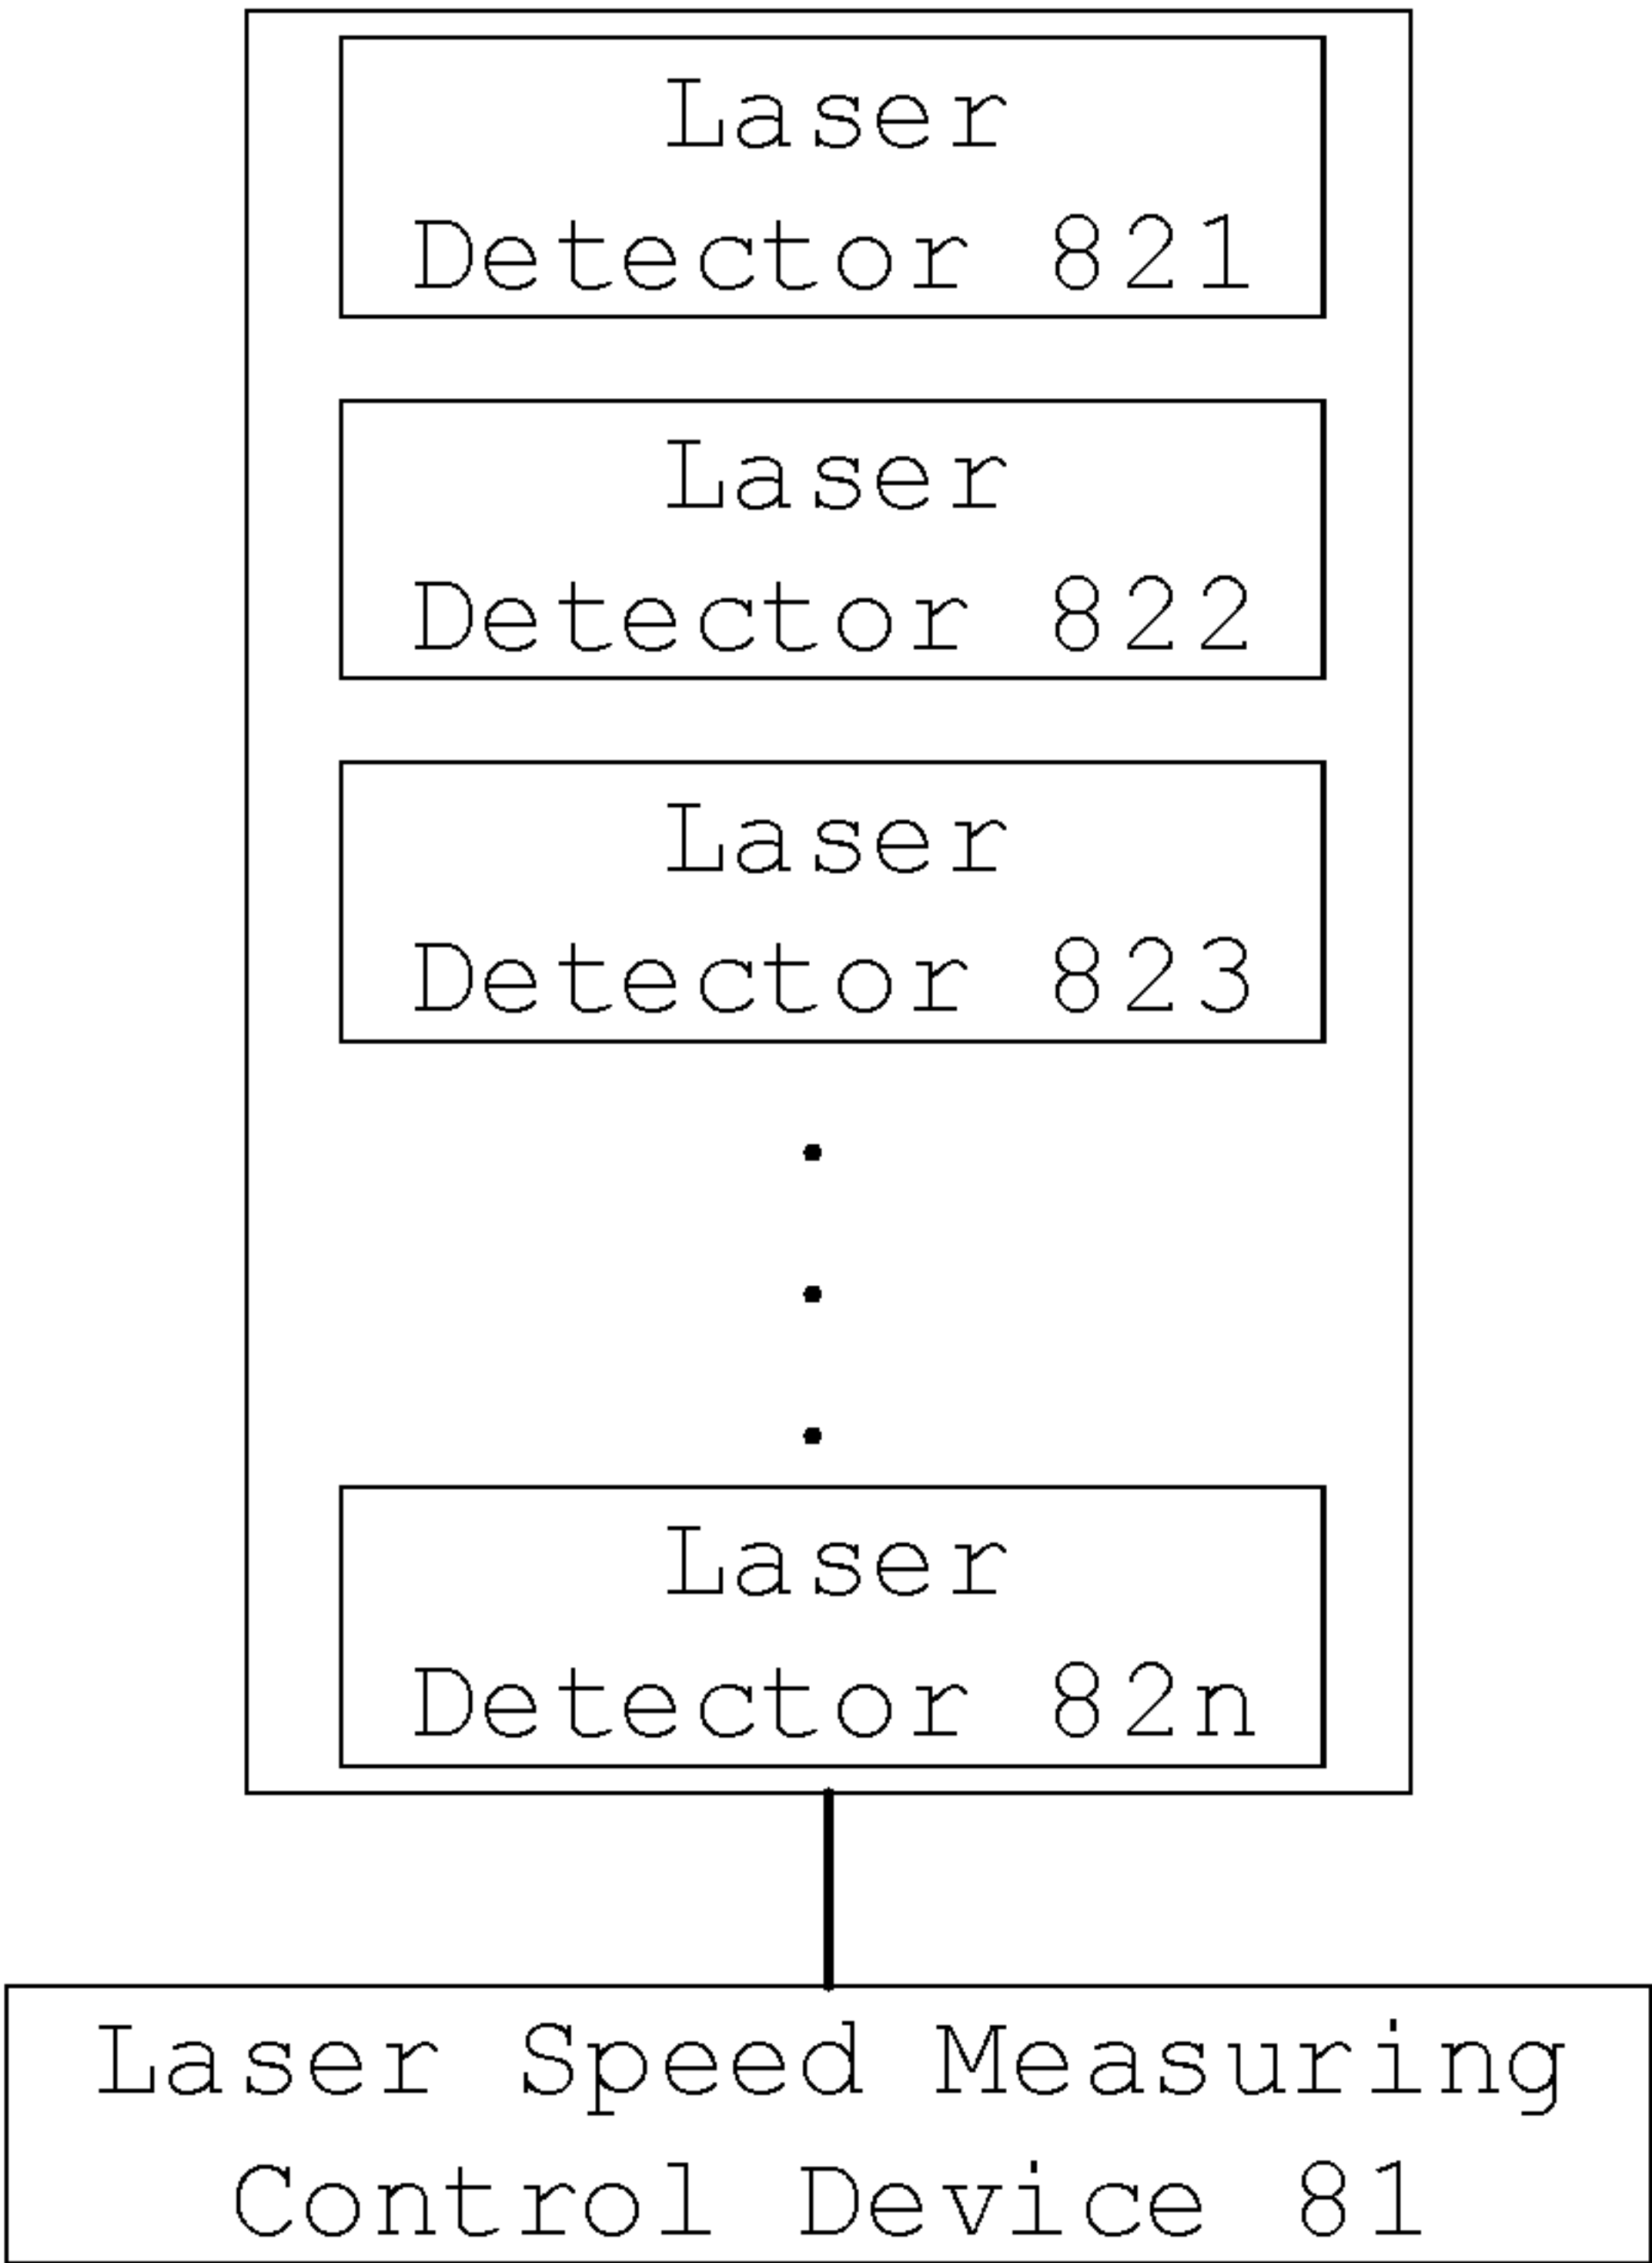 Laser
Detector 821
Laser
Detector 822
Laser
Detector 823
Laser
Detector 82n
Laser Speed Measuring
Control Device 81